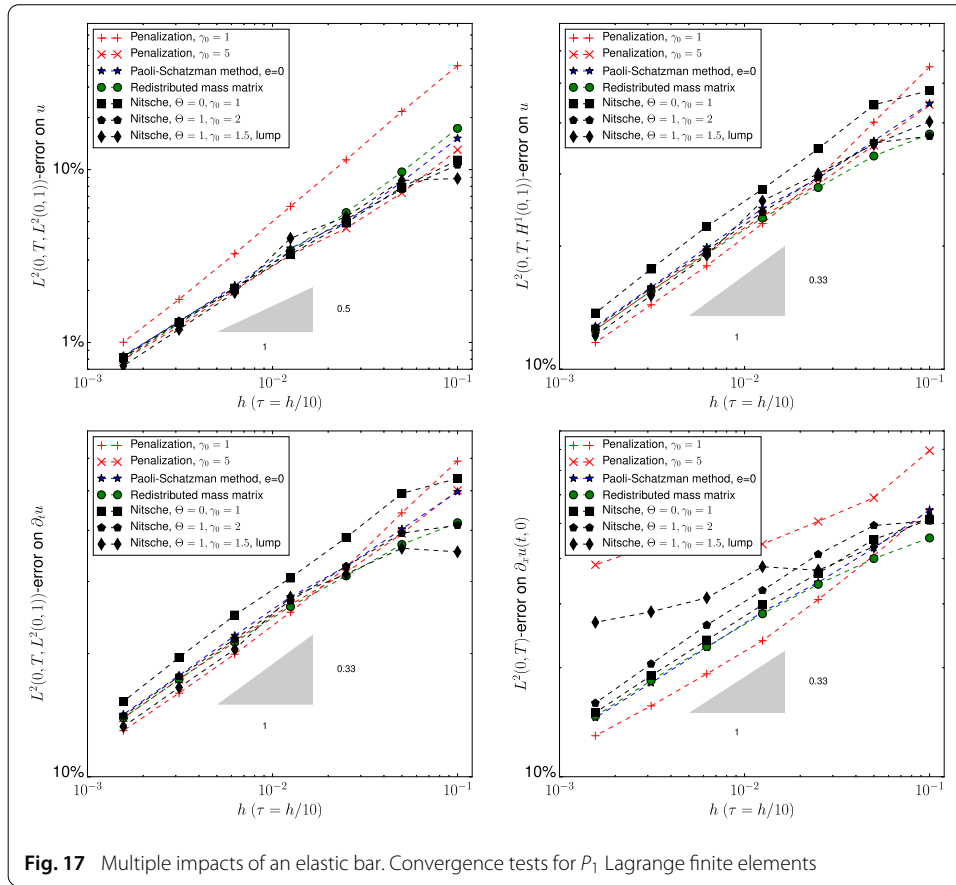 Penalization, γ₀ = 1
Penalization, γ₀ = 5
Paoli-Schatzman method, e=0
Redistributed mass matrix
Nitsche, Θ = 0, γ₀ = 1
Nitsche, Θ = 1, γ₀ = 2
Nitsche, Θ = 1, γ₀ = 1.5, lump
L²(0, T, L²(0, 1))-error on u
10%
1%
0.5
1
10⁻³
10⁻²
10⁻¹
h (τ = h/10)
Penalization, γ₀ = 1
Penalization, γ₀ = 5
Paoli-Schatzman method, e=0
Redistributed mass matrix
Nitsche, Θ = 0, γ₀ = 1
Nitsche, Θ = 1, γ₀ = 2
Nitsche, Θ = 1, γ₀ = 1.5, lump
L²(0, T, H¹(0, 1))-error on u
10%
0.33
1
10⁻³
10⁻²
10⁻¹
h (τ = h/10)
Penalization, γ₀ = 1
Penalization, γ₀ = 5
Paoli-Schatzman method, e=0
Redistributed mass matrix
Nitsche, Θ = 0, γ₀ = 1
Nitsche, Θ = 1, γ₀ = 2
Nitsche, Θ = 1, γ₀ = 1.5, lump
L²(0, T, L²(0, 1))-error on ∂ₜu
10%
0.33
1
10⁻³
10⁻²
10⁻¹
h (τ = h/10)
Penalization, γ₀ = 1
Penalization, γ₀ = 5
Paoli-Schatzman method, e=0
Redistributed mass matrix
Nitsche, Θ = 0, γ₀ = 1
Nitsche, Θ = 1, γ₀ = 2
Nitsche, Θ = 1, γ₀ = 1.5, lump
L²(0, T)-error on ∂ₓu(t, 0)
10%
0.33
1
10⁻³
10⁻²
10⁻¹
h (τ = h/10)
Fig. 17 Multiple impacts of an elastic bar. Convergence tests for P₁ Lagrange finite elements